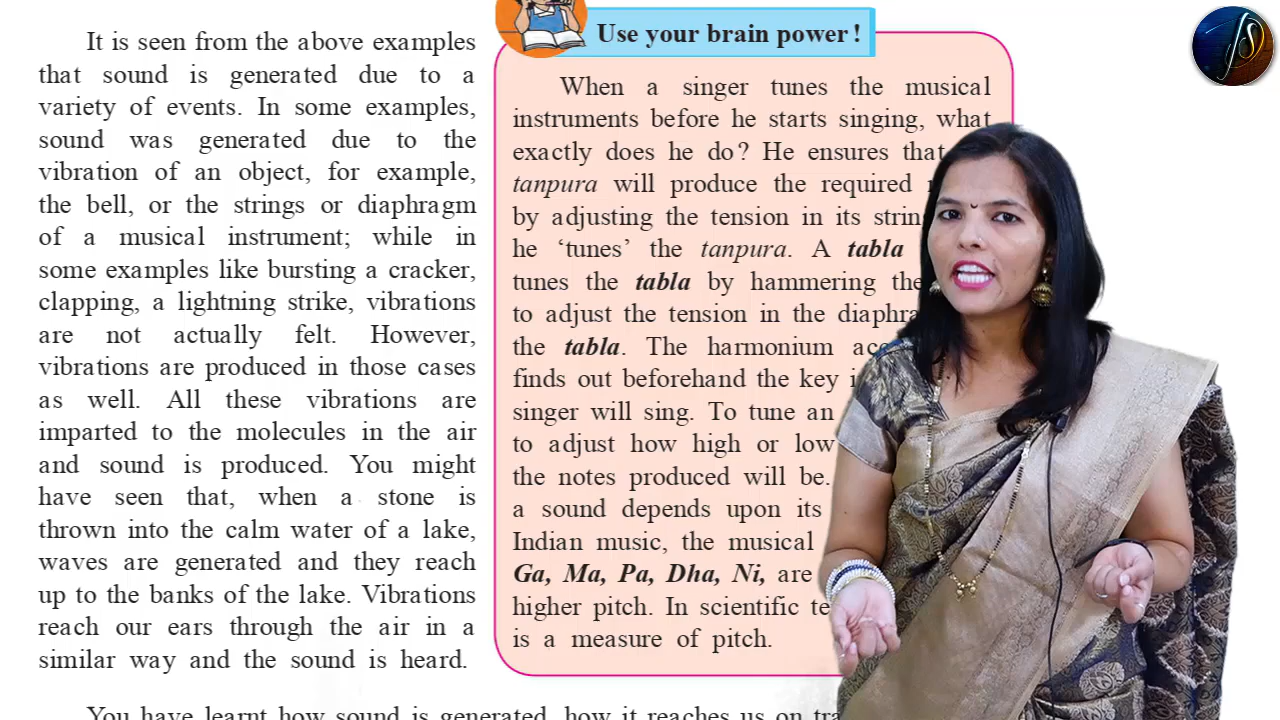 It is seen from the above examples
that sound is generated due to a
variety of events. In some examples,
sound was generated due to the
vibration of an object, for example,
the bell, or the strings or diaphragm
of a musical instrument; while in
some examples like bursting a cracker,
clapping, a lightning strike, vibrations
are not actually felt. However,
vibrations are produced in those cases
as well. All these vibrations are
imparted to the molecules in the air
and sound is produced. You might
have seen that, when a stone is
thrown into the calm water of a lake,
waves are generated and they reach
up to the banks of the lake. Vibrations
reach our ears through the air in a
similar way and the sound is heard.
Use your brain power!
When a singer tunes the musical
instruments before he starts singing, what
exactly does he do? He ensures that
tanpura will produce the required
by adjusting the tension in its
he 'tunes' the tanpura. A tabla
tunes the tabla by hammering
to adjust the tension in the
the tabla. The harmonium
finds out beforehand the key
singer will sing. To tune an
to adjust how high or low
the notes produced will be.
a sound depends upon its
Indian music, the musical
Ga, Ma, Pa, Dha, Ni, are
higher pitch. In scientific
is a measure of pitch.
You have learnt how sound is generated, how it reaches us on